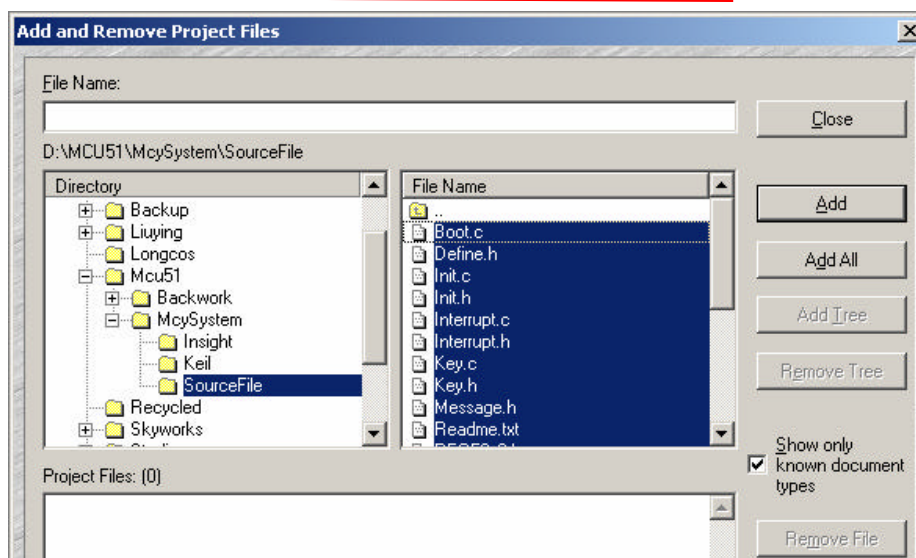 Add and Remove Project Files
File Name:
Close
D:\MCU51\McySystem\SourceFile
Directory
Backup
Liuying
Longcos
Mcu51
Backwork
McySystem
Insight
Keil
SourceFile
Recycled
Skyworks
File Name
..
Boot.c
Define.h
Init.c
Init.h
Interrupt.c
Interrupt.h
Key.c
Key.h
Message.h
Readme.txt
Add
Add All
Add Tree
Remove Tree
Show only
known document
types
Project Files: (0)
Remove File